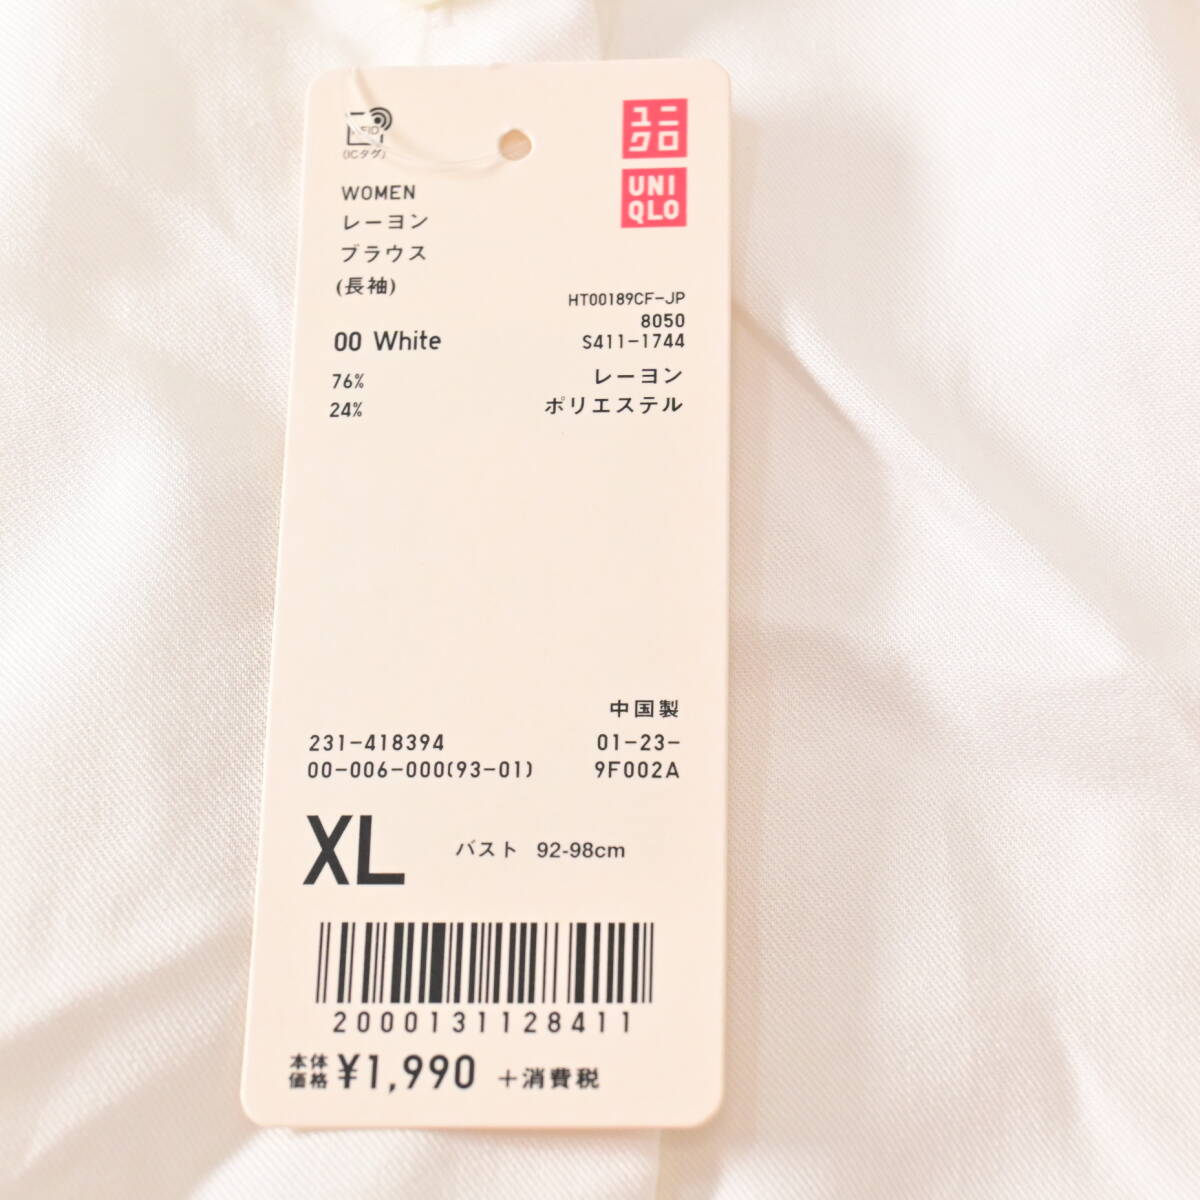 RFID
(ICタグ)
ユニ
クロ
UNI
QLO
WOMEN
レーヨン
ブラウス
(長袖)
HT00189CF-JP
8050
00 White
S411-1744
76% レーヨン
24% ポリエステル
中国製
231-418394 01-23-
00-006-000(93-01) 9F002A
XL バスト 92-98cm
2000131128411
本体価格 ¥1,990 +消費税